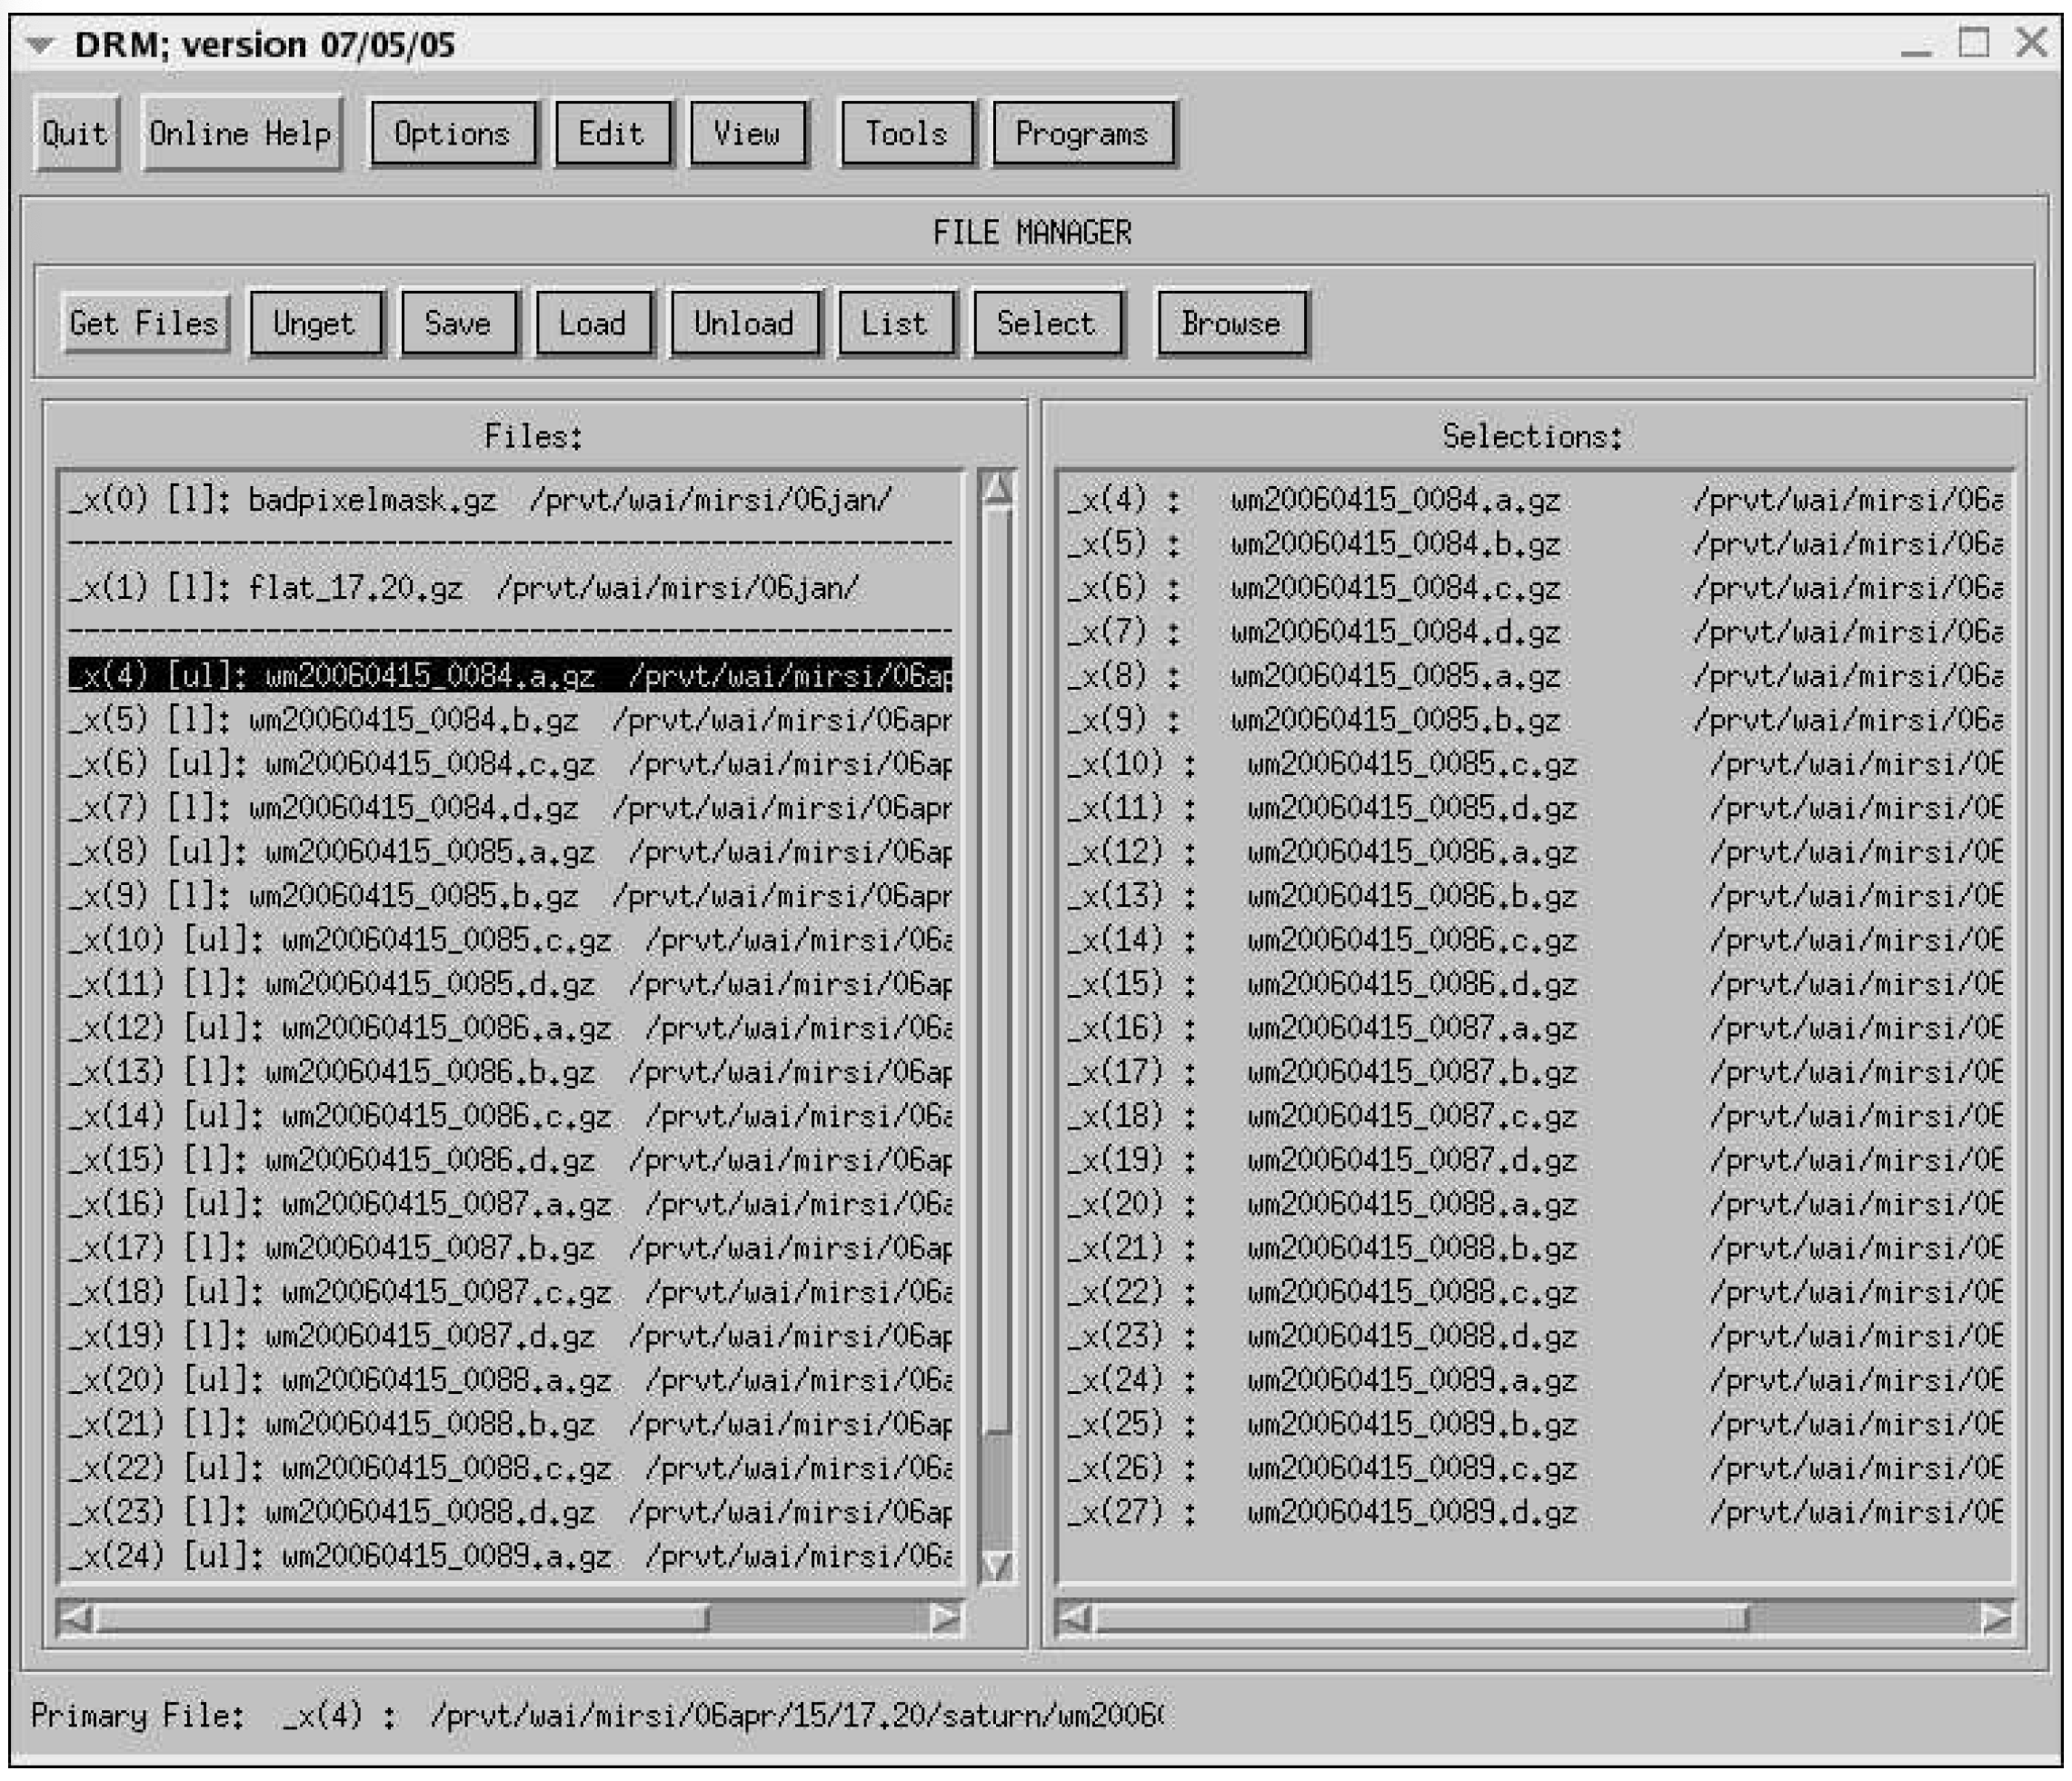 DRM; version 07/05/05
Quit Online Help Options Edit View Tools Programs
FILE MANAGER
Get Files Unget Save Load Unload List Select Browse
Files:
_x(0) [l]: badpixelmask.gz /prvt/wai/mirsi/06jan/
_x(1) [l]: flat_17.20.gz /prvt/wai/mirsi/06jan/
_x(4) [ul]: wm20060415_0084.a.gz /prvt/wai/mirsi/06ap
_x(5) [l]: wm20060415_0084.b.gz /prvt/wai/mirsi/06apr
_x(6) [ul]: wm20060415_0084.c.gz /prvt/wai/mirsi/06ap
_x(7) [l]: wm20060415_0084.d.gz /prvt/wai/mirsi/06apr
_x(8) [ul]: wm20060415_0085.a.gz /prvt/wai/mirsi/06ap
_x(9) [l]: wm20060415_0085.b.gz /prvt/wai/mirsi/06apr
_x(10) [ul]: wm20060415_0085.c.gz /prvt/wai/mirsi/06a
_x(11) [l]: wm20060415_0085.d.gz /prvt/wai/mirsi/06ap
_x(12) [ul]: wm20060415_0086.a.gz /prvt/wai/mirsi/06a
_x(13) [l]: wm20060415_0086.b.gz /prvt/wai/mirsi/06ap
_x(14) [ul]: wm20060415_0086.c.gz /prvt/wai/mirsi/06a
_x(15) [l]: wm20060415_0086.d.gz /prvt/wai/mirsi/06ap
_x(16) [ul]: wm20060415_0087.a.gz /prvt/wai/mirsi/06a
_x(17) [l]: wm20060415_0087.b.gz /prvt/wai/mirsi/06ap
_x(18) [ul]: wm20060415_0087.c.gz /prvt/wai/mirsi/06a
_x(19) [l]: wm20060415_0087.d.gz /prvt/wai/mirsi/06ap
_x(20) [ul]: wm20060415_0088.a.gz /prvt/wai/mirsi/06a
_x(21) [l]: wm20060415_0088.b.gz /prvt/wai/mirsi/06ap
_x(22) [ul]: wm20060415_0088.c.gz /prvt/wai/mirsi/06a
_x(23) [l]: wm20060415_0088.d.gz /prvt/wai/mirsi/06ap
_x(24) [ul]: wm20060415_0089.a.gz /prvt/wai/mirsi/06a
Selections:
_x(4) : wm20060415_0084.a.gz /prvt/wai/mirsi/06a
_x(5) : wm20060415_0084.b.gz /prvt/wai/mirsi/06a
_x(6) : wm20060415_0084.c.gz /prvt/wai/mirsi/06a
_x(7) : wm20060415_0084.d.gz /prvt/wai/mirsi/06a
_x(8) : wm20060415_0085.a.gz /prvt/wai/mirsi/06a
_x(9) : wm20060415_0085.b.gz /prvt/wai/mirsi/06a
_x(10) : wm20060415_0085.c.gz /prvt/wai/mirsi/06
_x(11) : wm20060415_0085.d.gz /prvt/wai/mirsi/06
_x(12) : wm20060415_0086.a.gz /prvt/wai/mirsi/06
_x(13) : wm20060415_0086.b.gz /prvt/wai/mirsi/06
_x(14) : wm20060415_0086.c.gz /prvt/wai/mirsi/06
_x(15) : wm20060415_0086.d.gz /prvt/wai/mirsi/06
_x(16) : wm20060415_0087.a.gz /prvt/wai/mirsi/06
_x(17) : wm20060415_0087.b.gz /prvt/wai/mirsi/06
_x(18) : wm20060415_0087.c.gz /prvt/wai/mirsi/06
_x(19) : wm20060415_0087.d.gz /prvt/wai/mirsi/06
_x(20) : wm20060415_0088.a.gz /prvt/wai/mirsi/06
_x(21) : wm20060415_0088.b.gz /prvt/wai/mirsi/06
_x(22) : wm20060415_0088.c.gz /prvt/wai/mirsi/06
_x(23) : wm20060415_0088.d.gz /prvt/wai/mirsi/06
_x(24) : wm20060415_0089.a.gz /prvt/wai/mirsi/06
_x(25) : wm20060415_0089.b.gz /prvt/wai/mirsi/06
_x(26) : wm20060415_0089.c.gz /prvt/wai/mirsi/06
_x(27) : wm20060415_0089.d.gz /prvt/wai/mirsi/06
Primary File: _x(4) : /prvt/wai/mirsi/06apr/15/17.20/saturn/wm20060